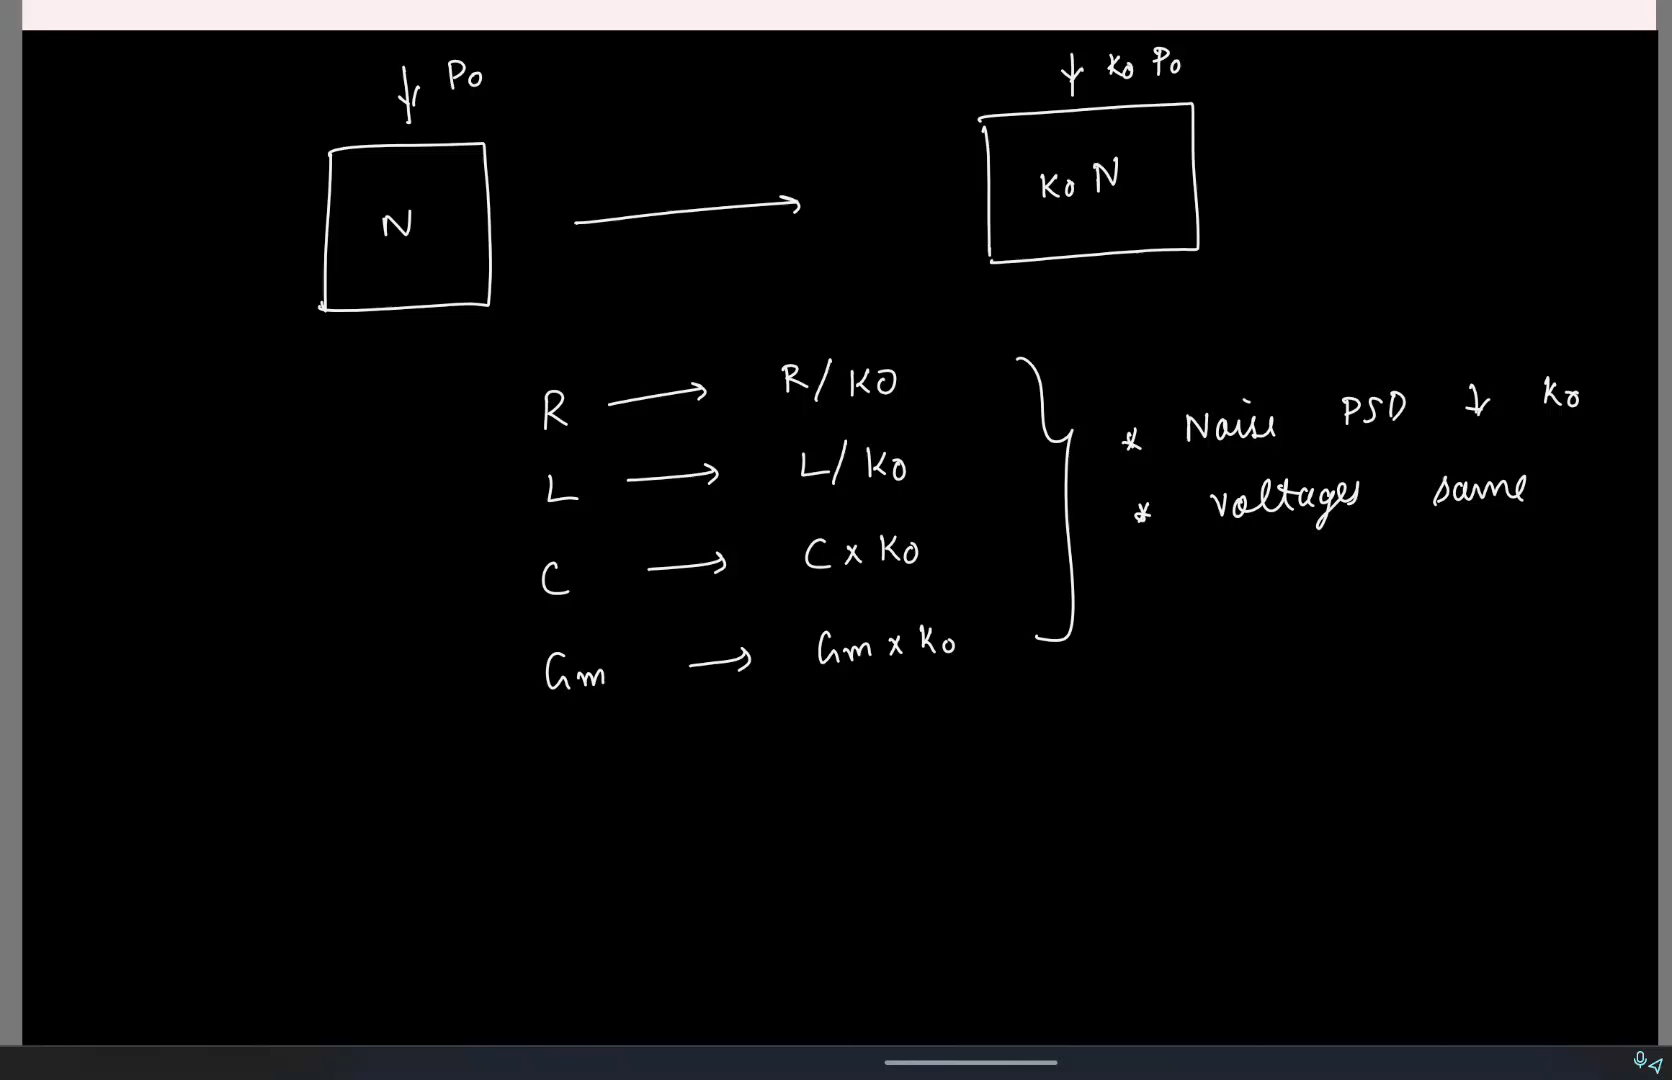 ↓ Po
↓ Ko Po
N → Ko N
R → R/KO
L → L/Ko
C → C x Ko
Gm → Gm x Ko
* Noise PSD ↓ Ko
* voltages same